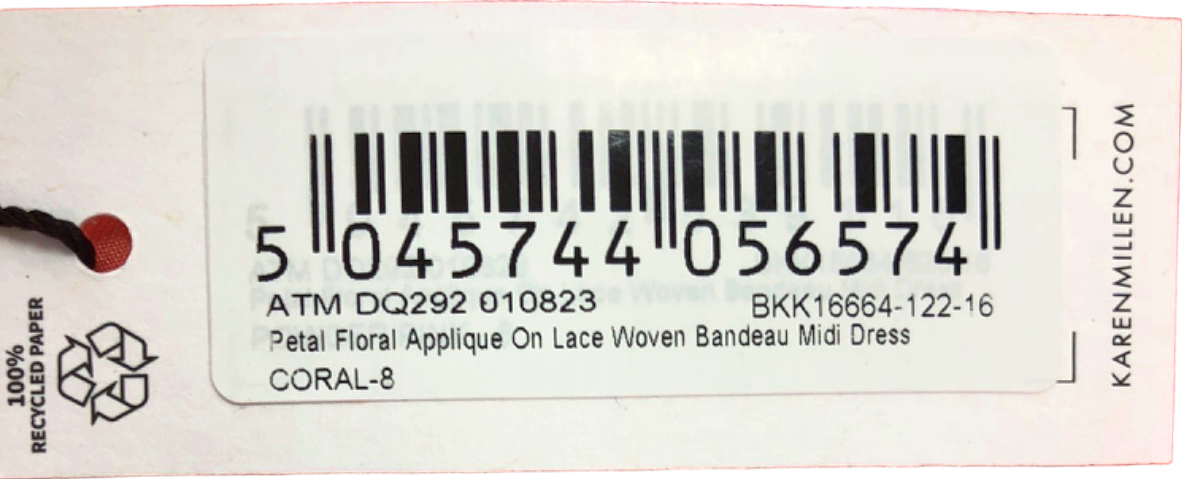 5 045744 056574
ATM DQ292 010823 BKK16664-122-16
Petal Floral Applique On Lace Woven Bandeau Midi Dress
CORAL-8
KARENMILLEN.COM
100%
RECYCLED PAPER